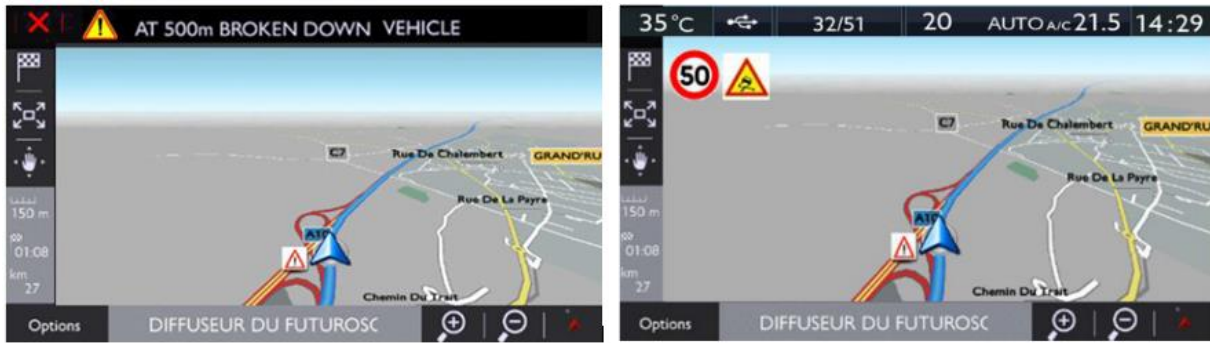 AT 500m BROKEN DOWN VEHICLE
C7
Rue De Chalembert
GRAND'RU
Rue De La Payre
150 m
A10
01:08
km
27
Chemin Du Trait
Options
DIFFUSEUR DU FUTUROSC
35°C
32/51
20
AUTO A/C 21.5
14:29
50
C7
Rue De Chalembert
GRAND'RU
Rue De La Payre
150 m
A10
01:08
km
27
Chemin Du Trait
Options
DIFFUSEUR DU FUTUROSC